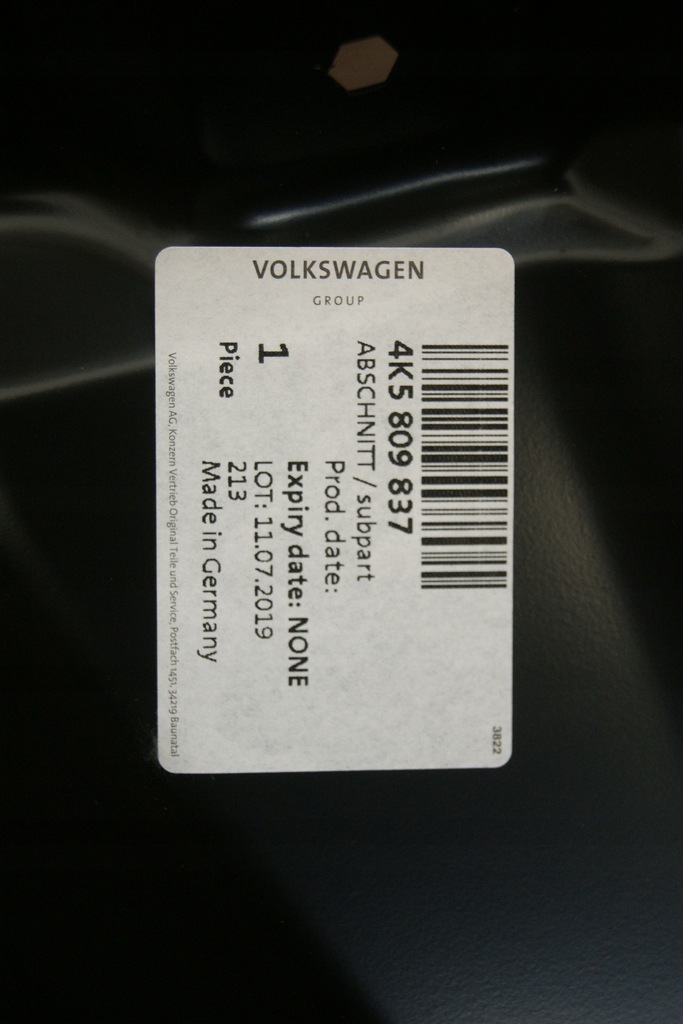 VOLKSWAGEN
GROUP
4K5 809 837
ABSCHNITT / subpart
Prod. date:
Expiry date: NONE
1
LOT: 11.07.2019
Piece
213
Made in Germany
Volkswagen AG, Konzern Vertrieb Original Teile und Service, Postfach 1451, 34219 Baunatal
3822